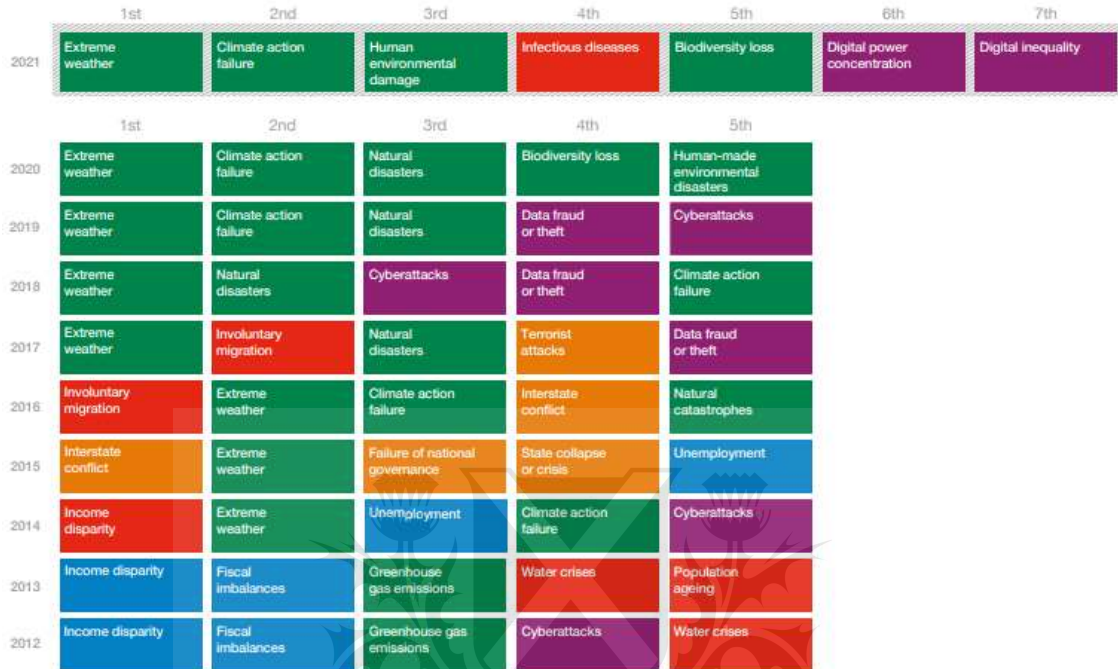 1st 2nd 3rd 4th 5th 6th 7th
2021
Extreme
weather
Climate action
failure
Human
environmental
damage
Infectious diseases
Biodiversity loss
Digital power
concentration
Digital inequality
1st 2nd 3rd 4th 5th
2020
Extreme
weather
Climate action
failure
Natural
disasters
Biodiversity loss
Human-made
environmental
disasters
2019
Extreme
weather
Climate action
failure
Natural
disasters
Data fraud
or theft
Cyberattacks
2018
Extreme
weather
Natural
disasters
Cyberattacks
Data fraud
or theft
Climate action
failure
2017
Extreme
weather
Involuntary
migration
Natural
disasters
Terrorist
attacks
Data fraud
or theft
2016
Involuntary
migration
Extreme
weather
Climate action
failure
Interstate
conflict
Natural
catastrophes
2015
Interstate
conflict
Extreme
weather
Failure of national
governance
State collapse
or crisis
Unemployment
2014
Income
disparity
Extreme
weather
Unemployment
Climate action
failure
Cyberattacks
2013
Income disparity
Fiscal
imbalances
Greenhouse
gas emissions
Water crises
Population
ageing
2012
Income disparity
Fiscal
imbalances
Greenhouse gas
emissions
Cyberattacks
Water crises